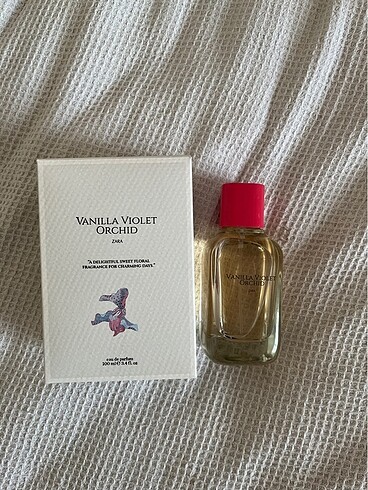 VANILLA VIOLET
ORCHID
ZARA
"A DELIGHTFUL SWEET FLORAL
FRAGRANCE FOR CHARMING DAYS."
eau de parfum
100 ml ℮ 3.4 fl. oz
VANILLA VIOLET
ORCHID
ZARA